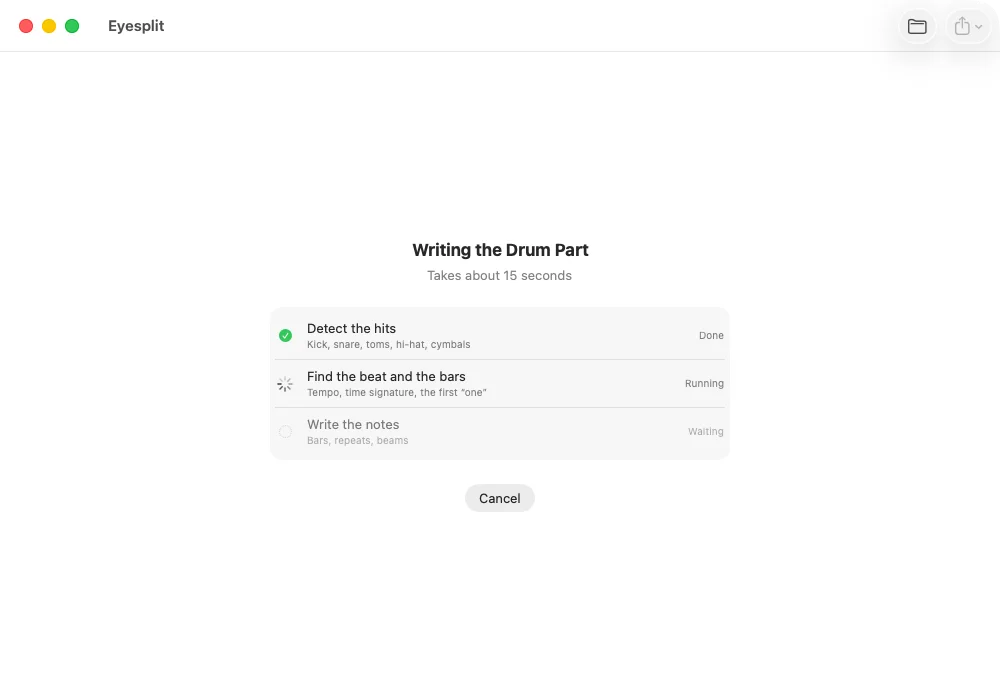 Eyesplit
Writing the Drum Part
Takes about 15 seconds
Detect the hits
Kick, snare, toms, hi-hat, cymbals
Done
Find the beat and the bars
Tempo, time signature, the first “one”
Running
Write the notes
Bars, repeats, beams
Waiting
Cancel